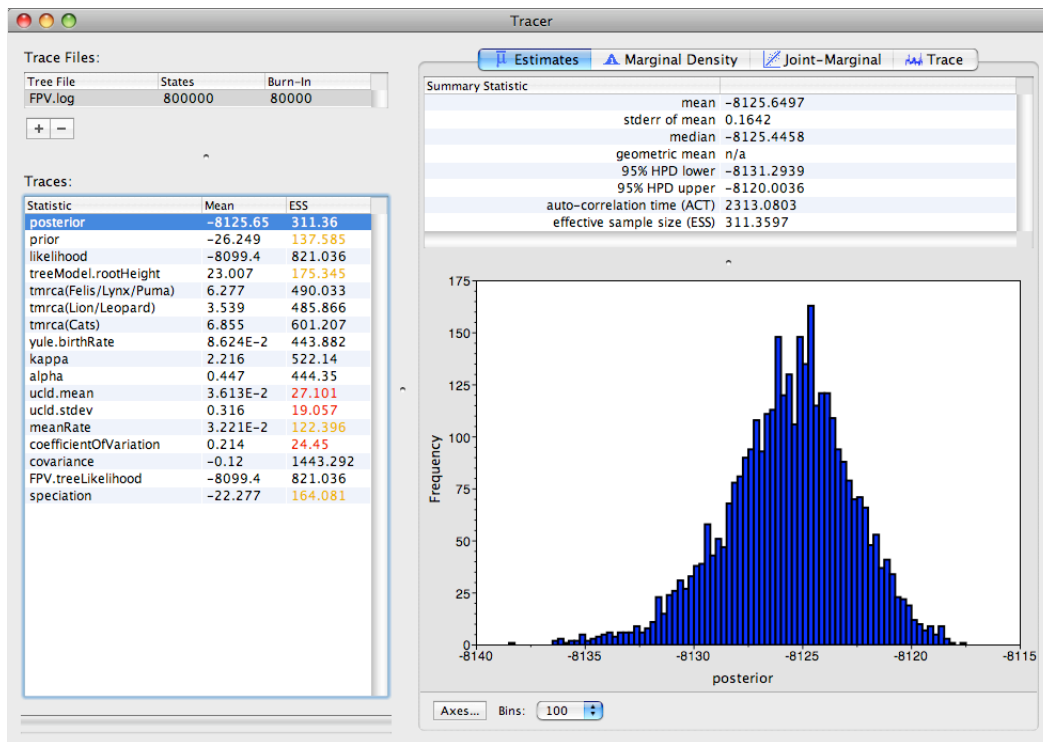 Tracer
Trace Files:
Tree File States Burn-In
FPV.log 800000 80000
+ −
Traces:
Statistic Mean ESS
posterior -8125.65 311.36
prior -26.249 137.585
likelihood -8099.4 821.036
treeModel.rootHeight 23.007 175.345
tmrca(Felis/Lynx/Puma) 6.277 490.033
tmrca(Lion/Leopard) 3.539 485.866
tmrca(Cats) 6.855 601.207
yule.birthRate 8.624E-2 443.882
kappa 2.216 522.14
alpha 0.447 444.35
ucld.mean 3.613E-2 27.101
ucld.stdev 0.316 19.057
meanRate 3.221E-2 122.396
coefficientOfVariation 0.214 24.45
covariance -0.12 1443.292
FPV.treeLikelihood -8099.4 821.036
speciation -22.277 164.081
μ Estimates Marginal Density Joint-Marginal Trace
Summary Statistic
mean -8125.6497
stderr of mean 0.1642
median -8125.4458
geometric mean n/a
95% HPD lower -8131.2939
95% HPD upper -8120.0036
auto-correlation time (ACT) 2313.0803
effective sample size (ESS) 311.3597
175
150
125
100
75
50
25
0
Frequency
-8140 -8135 -8130 -8125 -8120 -8115
posterior
Axes... Bins: 100